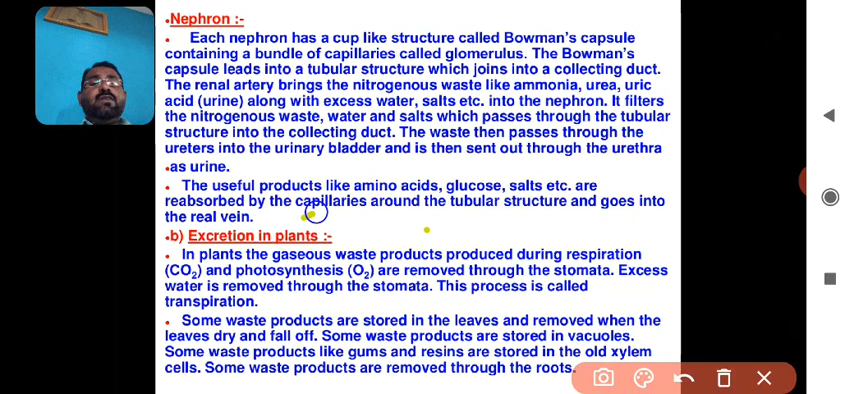 •Nephron :-
• Each nephron has a cup like structure called Bowman's capsule
containing a bundle of capillaries called glomerulus. The Bowman's
capsule leads into a tubular structure which joins into a collecting duct.
The renal artery brings the nitrogenous waste like ammonia, urea, uric
acid (urine) along with excess water, salts etc. into the nephron. It filters
the nitrogenous waste, water and salts which passes through the tubular
structure into the collecting duct. The waste then passes through the
ureters into the urinary bladder and is then sent out through the urethra
•as urine.
• The useful products like amino acids, glucose, salts etc. are
reabsorbed by the capillaries around the tubular structure and goes into
the real vein.
•b) Excretion in plants :-
• In plants the gaseous waste products produced during respiration
(CO₂) and photosynthesis (O₂) are removed through the stomata. Excess
water is removed through the stomata. This process is called
transpiration.
• Some waste products are stored in the leaves and removed when the
leaves dry and fall off. Some waste products are stored in vacuoles.
Some waste products like gums and resins are stored in the old xylem
cells. Some waste products are removed through the roots.